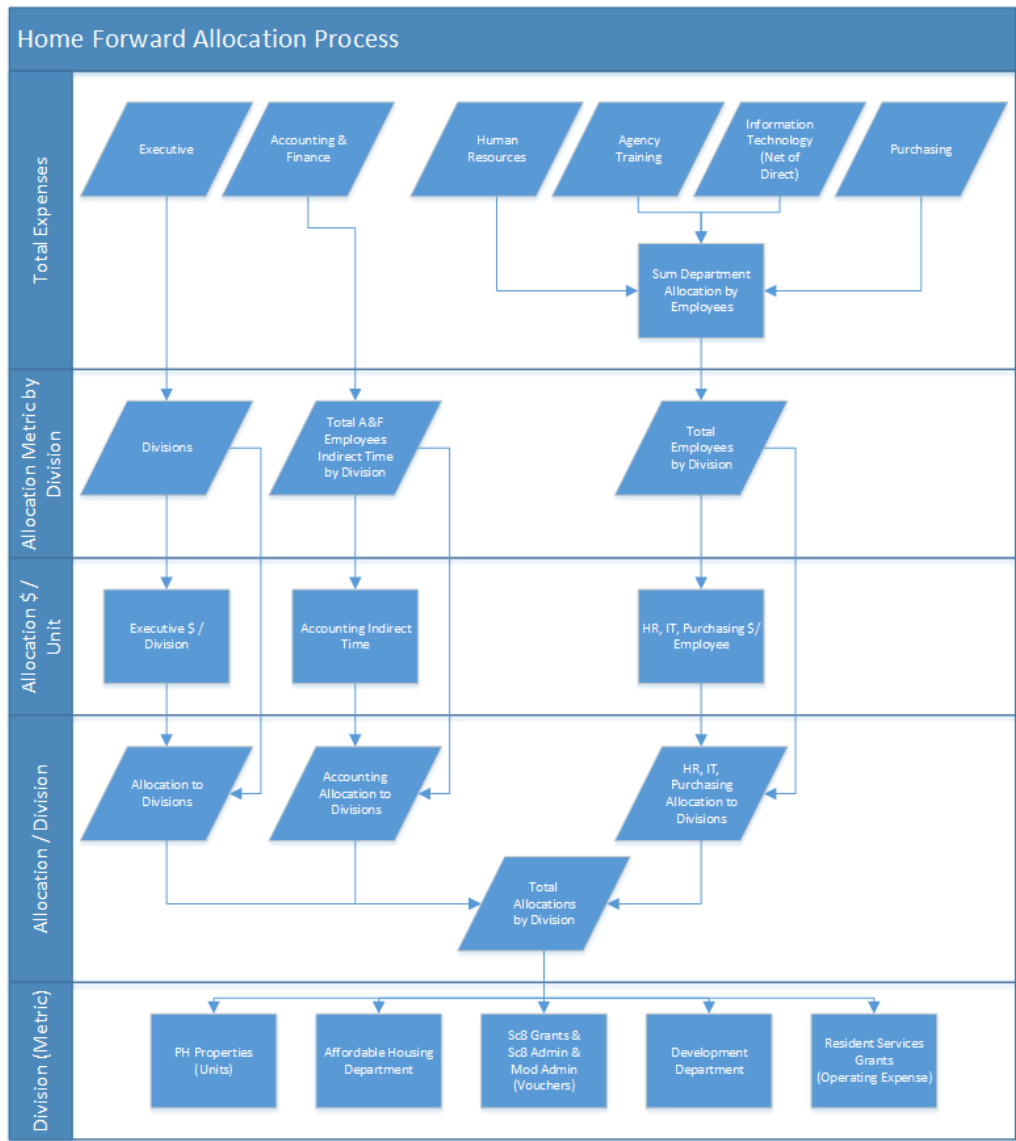 Home Forward Allocation Process
Total Expenses
Executive
Accounting &
Finance
Human
Resources
Agency
Training
Information
Technology
(Net of
Direct)
Purchasing
Sum Department
Allocation by
Employees
Allocation Metric by
Division
Divisions
Total A&F
Employees
Indirect Time
by Division
Total
Employees
by Division
Allocation $ /
Unit
Executive $ /
Division
Accounting Indirect
Time
HR, IT, Purchasing $/
Employee
Allocation / Division
Allocation to
Divisions
Accounting
Allocation to
Divisions
HR, IT,
Purchasing
Allocation to
Divisions
Total
Allocations
by Division
Division (Metric)
PH Properties
(Units)
Affordable Housing
Department
Sc8 Grants &
Sc8 Admin &
Mod Admin
(Vouchers)
Development
Department
Resident Services
Grants
(Operating Expense)